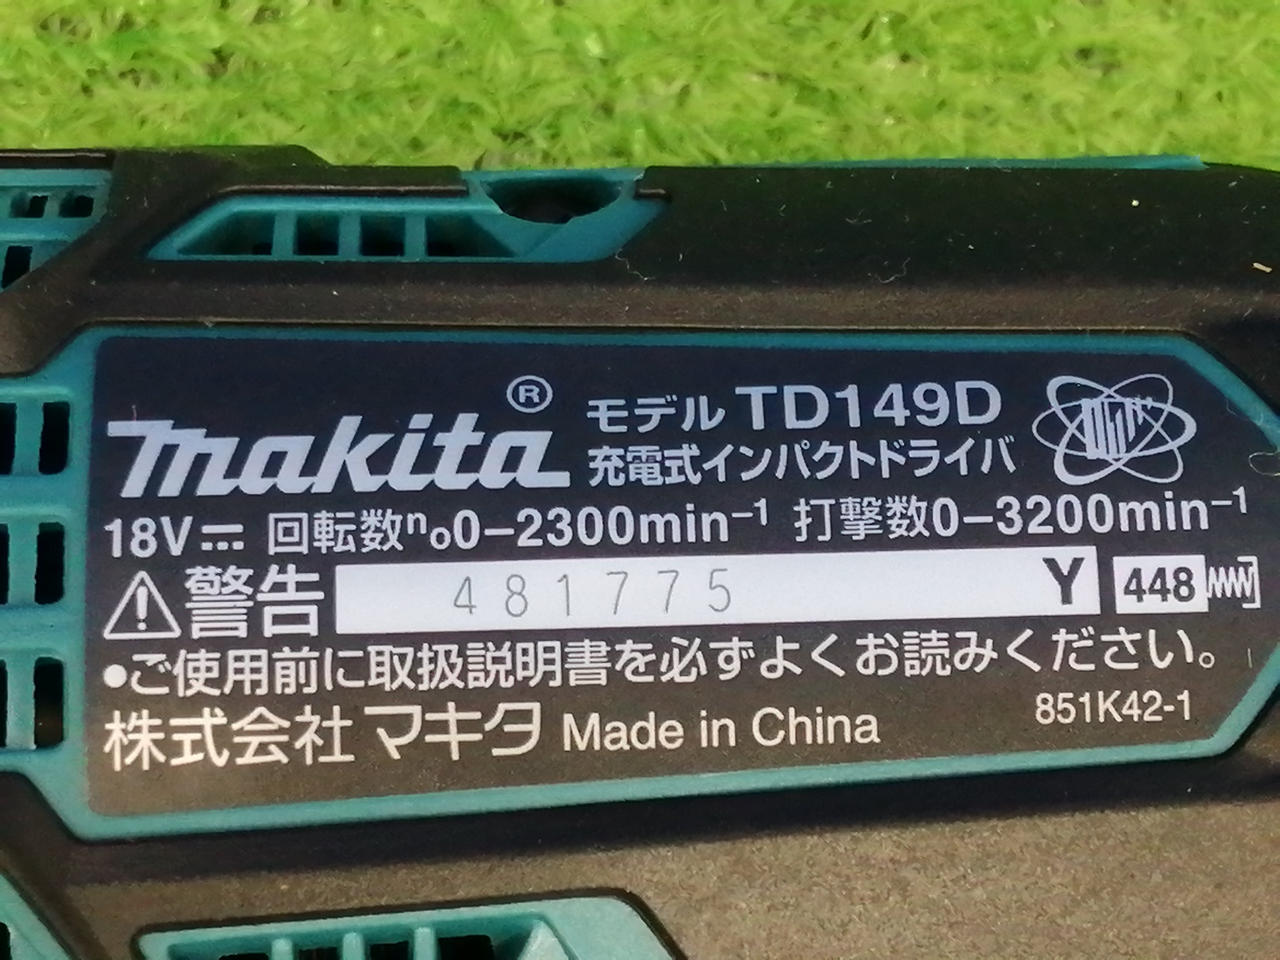 makita® モデル TD149D
充電式インパクトドライバ
18V⎓ 回転数n₀0−2300min⁻¹ 打撃数0−3200min⁻¹
⚠警告 481775 Y 448
•ご使用前に取扱説明書を必ずよくお読みください。
851K42-1
株式会社マキタ Made in China